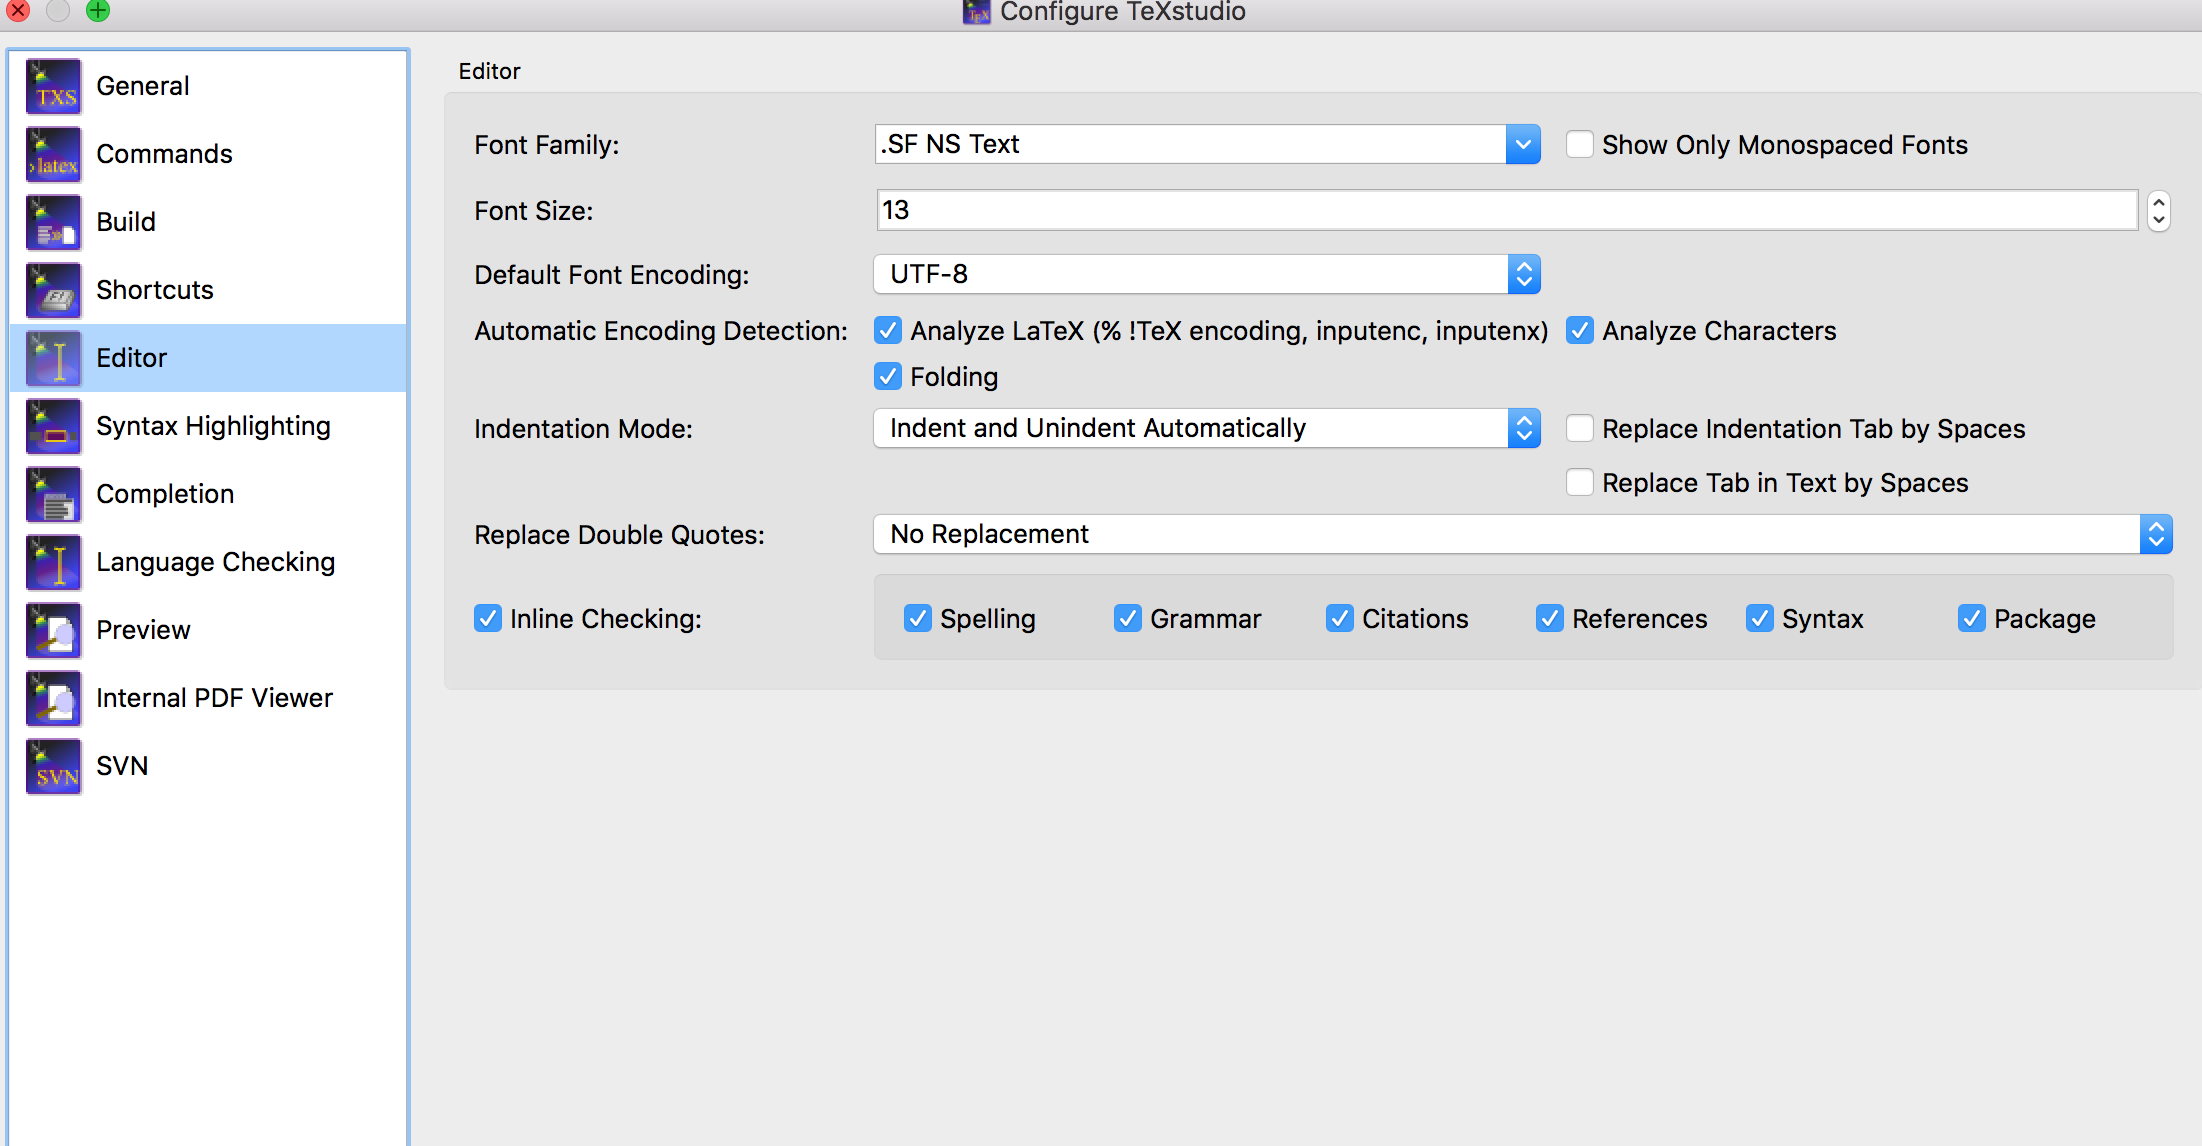 Configure TeXstudio
TXS General
latex Commands
Build
Shortcuts
Editor
Syntax Highlighting
Completion
Language Checking
Preview
Internal PDF Viewer
SVN SVN
Editor
Font Family: .SF NS Text Show Only Monospaced Fonts
Font Size: 13
Default Font Encoding: UTF-8
Automatic Encoding Detection: Analyze LaTeX (% !TeX encoding, inputenc, inputenx) Analyze Characters
Folding
Indentation Mode: Indent and Unindent Automatically Replace Indentation Tab by Spaces
Replace Tab in Text by Spaces
Replace Double Quotes: No Replacement
Inline Checking: Spelling Grammar Citations References Syntax Package